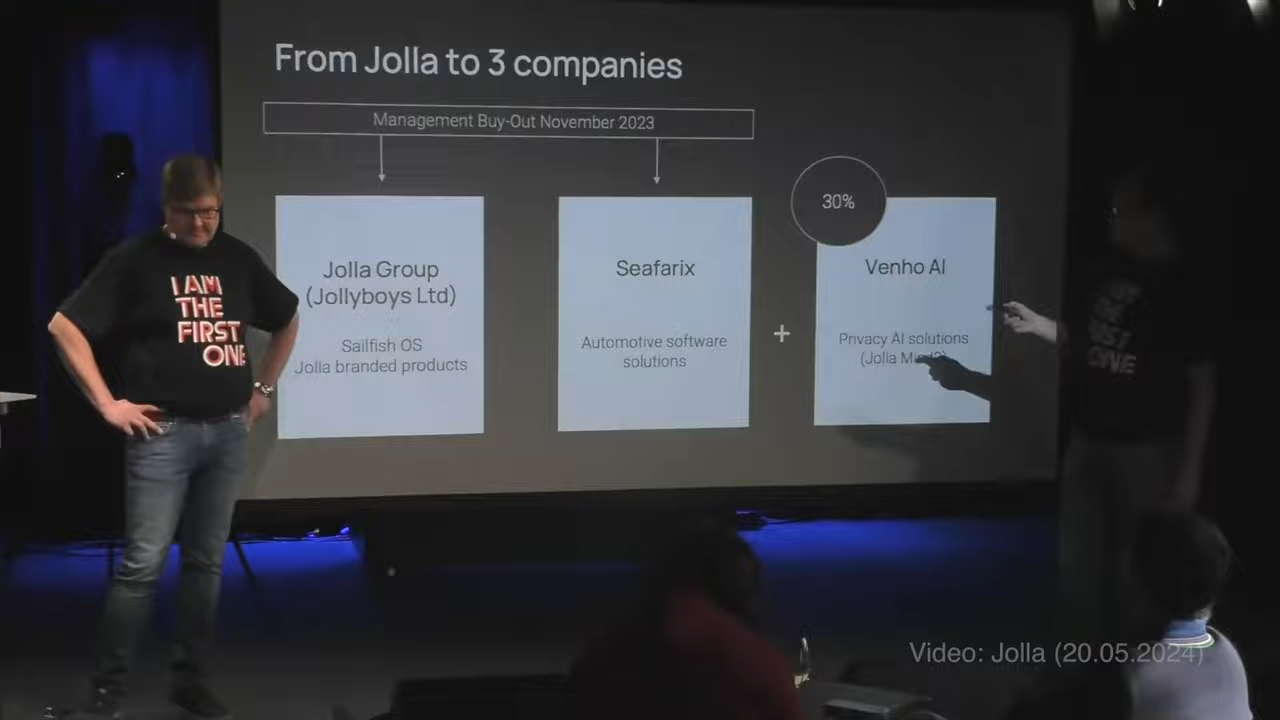 From Jolla to 3 companies
Management Buy-Out November 2023
Jolla Group
(Jollyboys Ltd)
Sailfish OS
Jolla branded products
Seafarix
Automotive software
solutions
+
30%
Venho AI
Privacy AI solutions
(Jolla
I AM
THE
FIRST
ONE
Video: Jolla (20.05.2024)